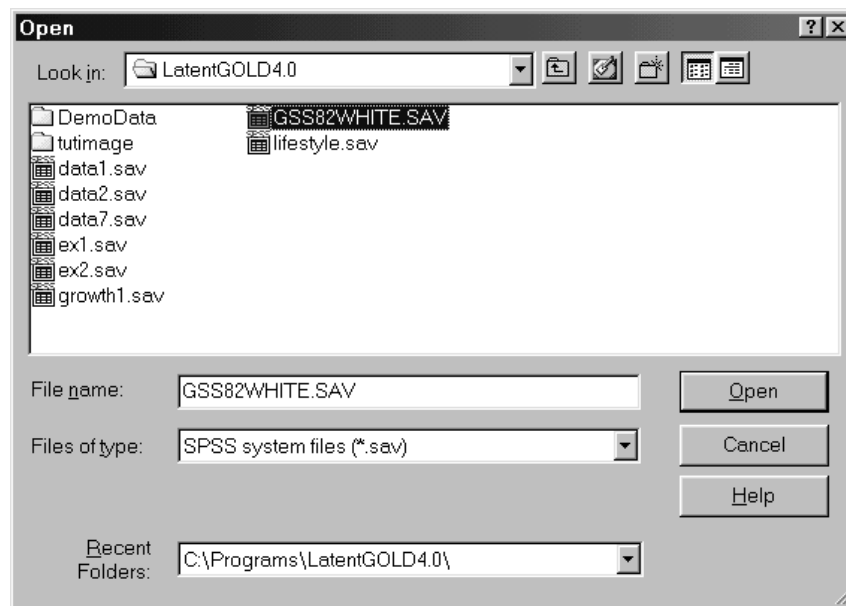 Open
Look in: LatentGOLD4.0
DemoData
tutimage
data1.sav
data2.sav
data7.sav
ex1.sav
ex2.sav
growth1.sav
GSS82WHITE.SAV
lifestyle.sav
File name: GSS82WHITE.SAV
Open
Files of type: SPSS system files (*.sav)
Cancel
Help
Recent
Folders: C:\Programs\LatentGOLD4.0\